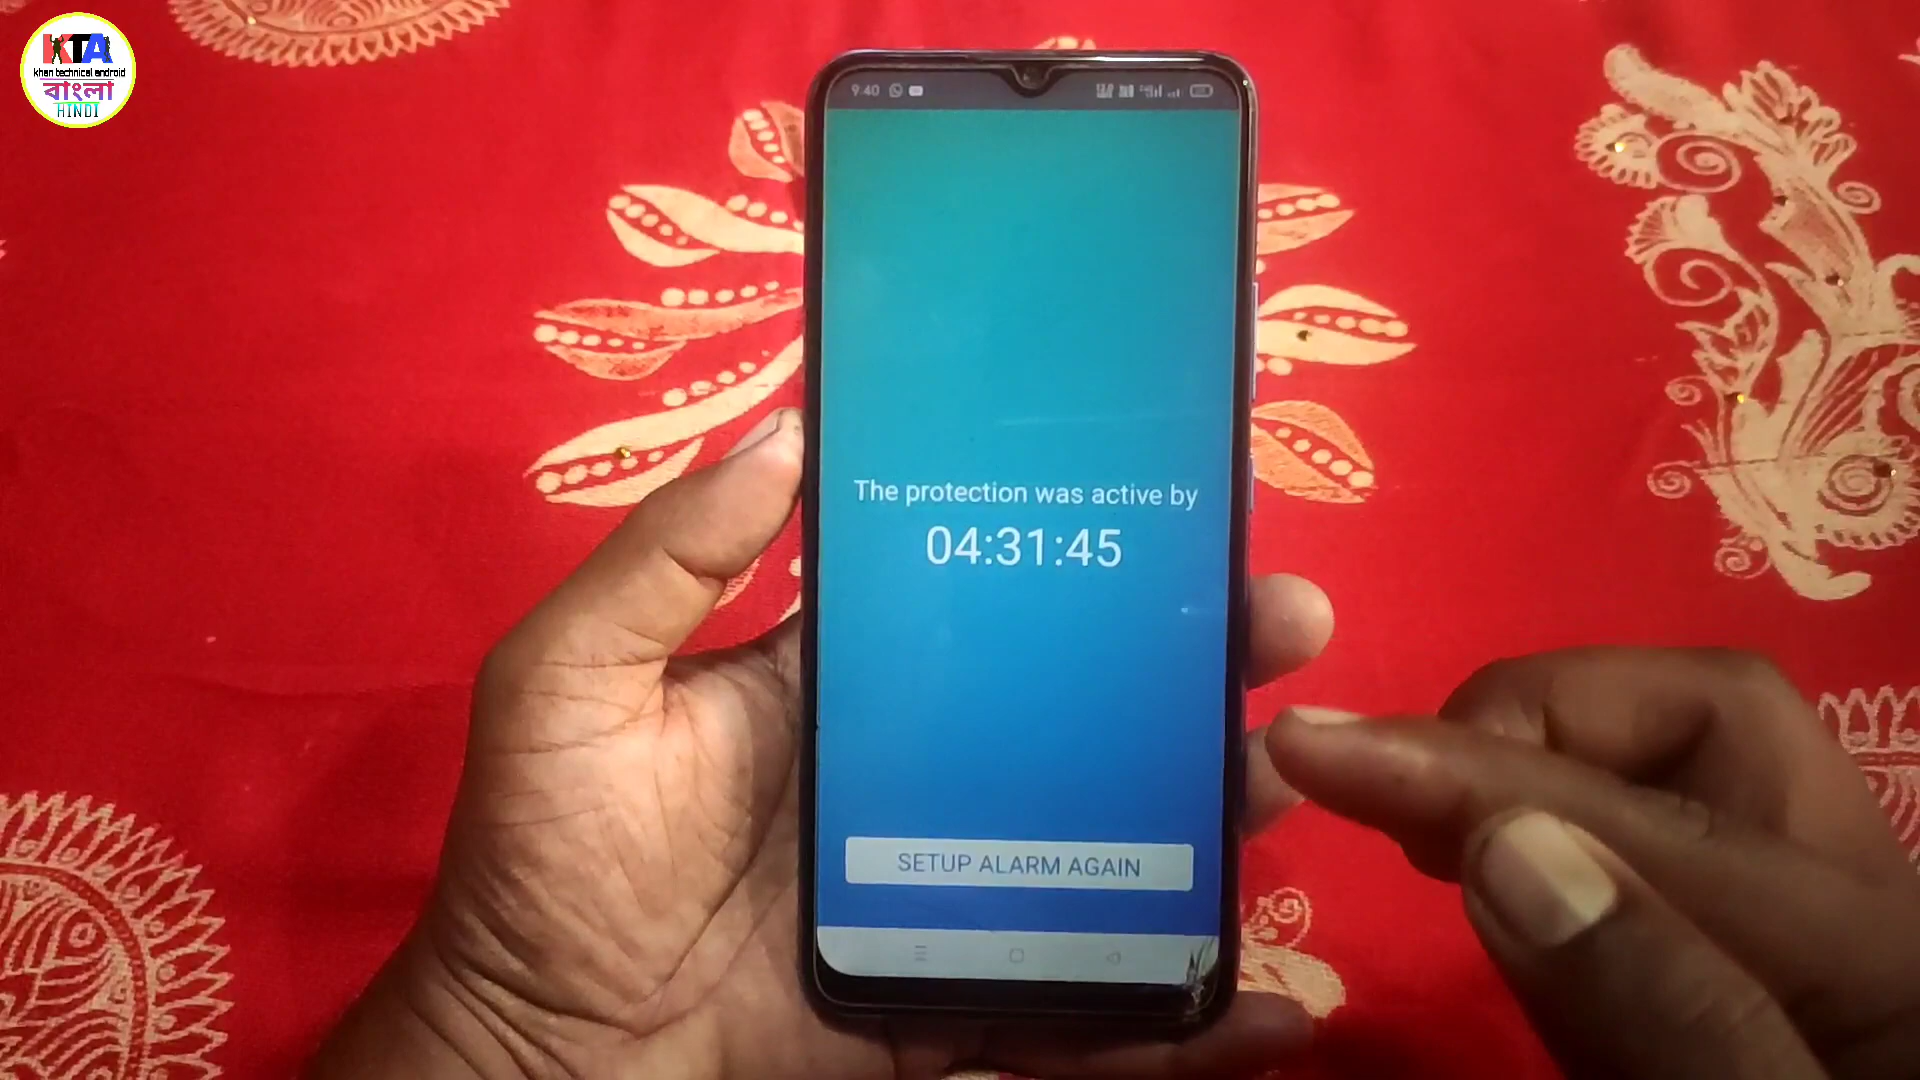 KTA
khan technical android
বাংলা
HINDI
9:40
The protection was active by
04:31:45
SETUP ALARM AGAIN